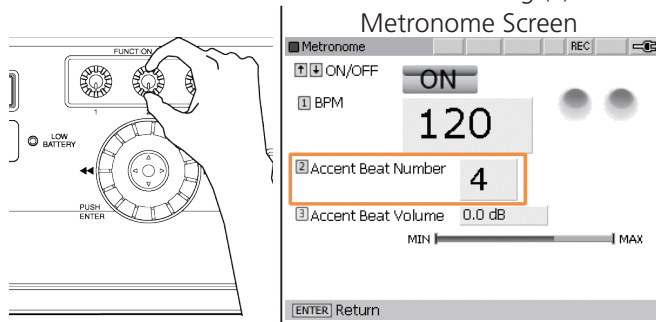 Metronome Screen
FUNCTION
1
LOW
BATTERY
PUSH
ENTER
Metronome
REC
ON/OFF
ON
1 BPM
120
2 Accent Beat Number
4
3 Accent Beat Volume 0.0 dB
MIN MAX
ENTER Return